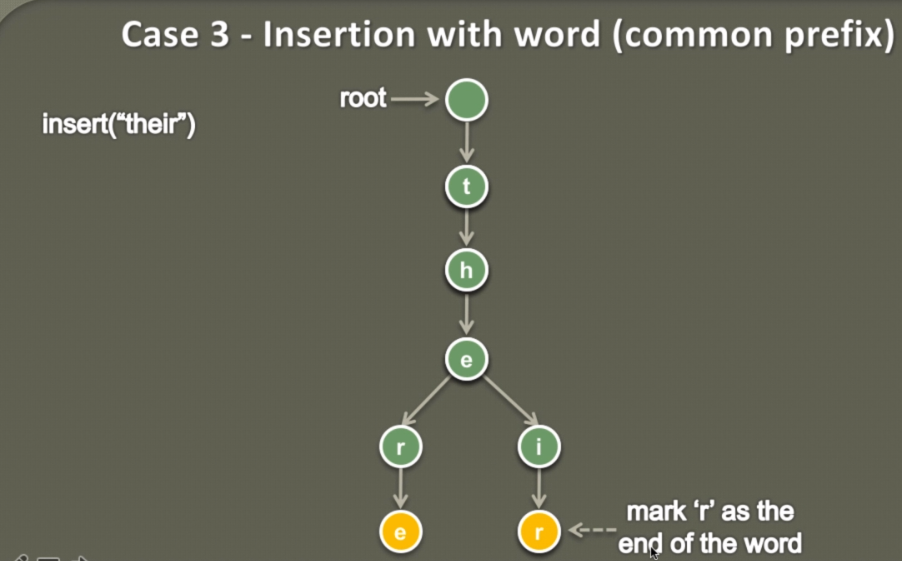 Case 3 - Insertion with word (common prefix)
root
insert(“their”)
t
h
e
r i
e r
mark ‘r’ as the
end of the word